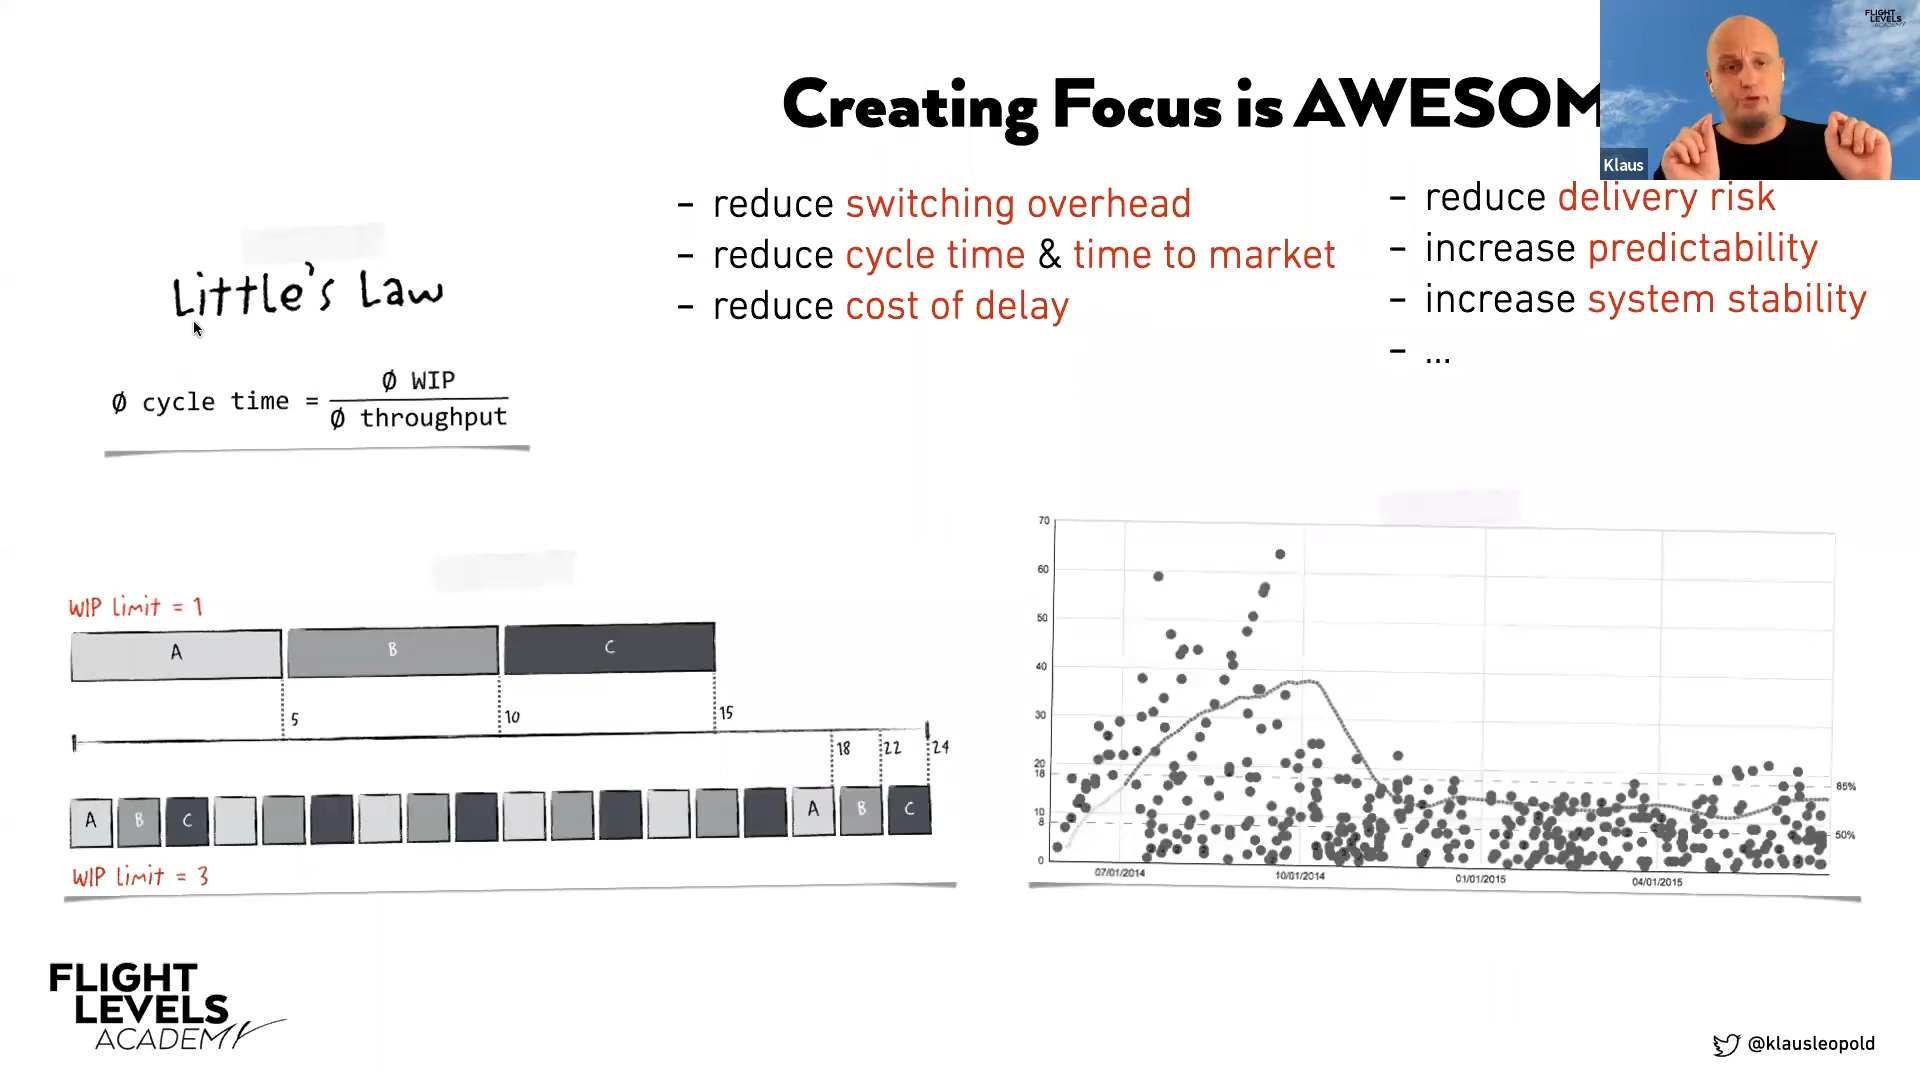 FLIGHT
LEVELS
ACADEMY
Creating Focus is AWESOM
Klaus
- reduce switching overhead
- reduce cycle time & time to market
- reduce cost of delay
- reduce delivery risk
- increase predictability
- increase system stability
- ...
Little's Law
Ø cycle time = Ø WIP
Ø throughput
WIP Limit = 1
A B C
5 10 15
18 22 24
A B C A B C
WIP Limit = 3
70
60
50
40
30
20
18
10
8
0
85%
50%
07/01/2014 10/01/2014 01/01/2015 04/01/2015
FLIGHT
LEVELS
ACADEMY
@klausleopold